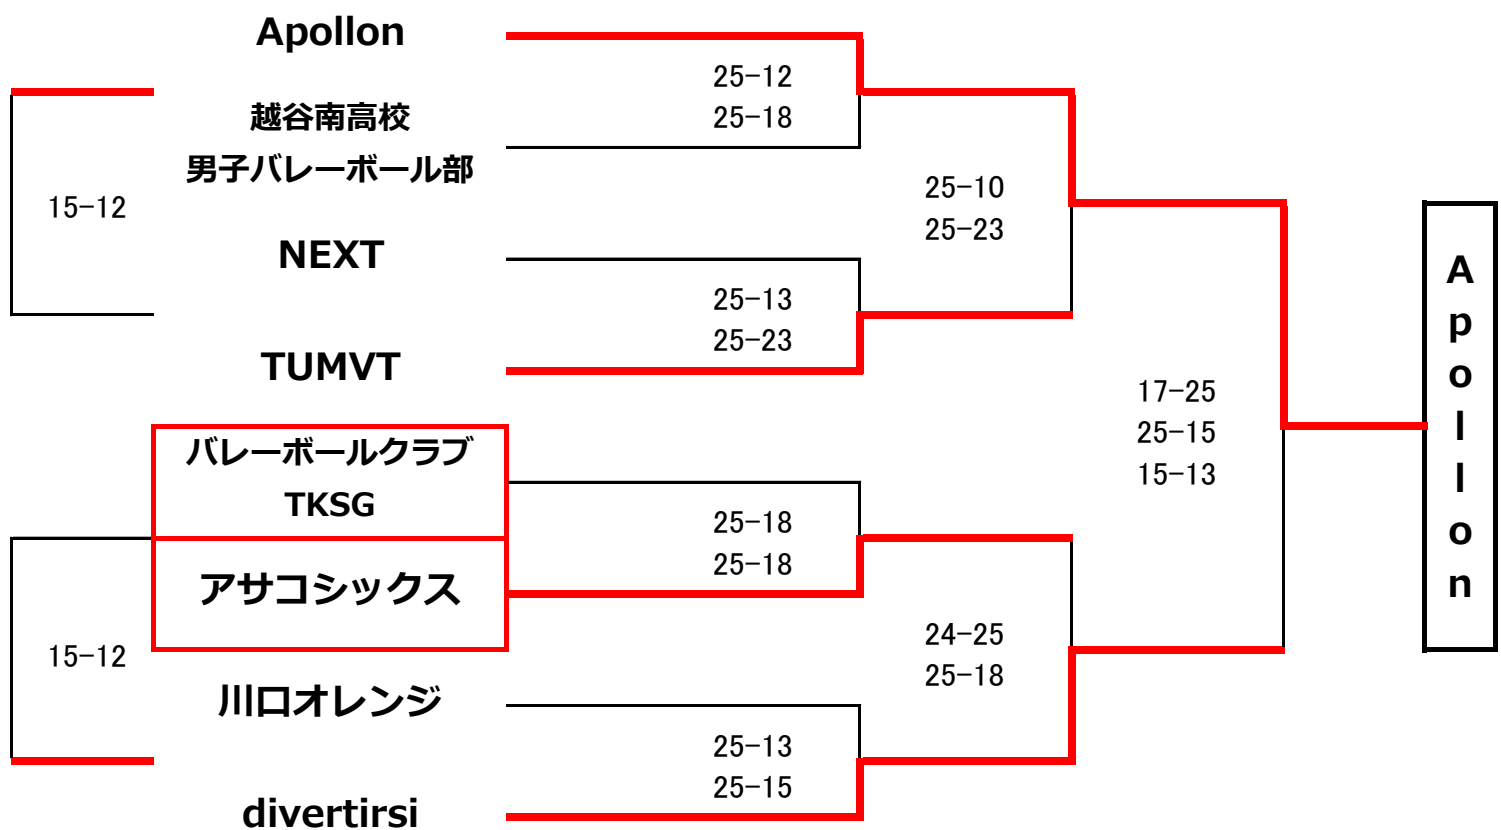 Apollon
越谷南高校
男子バレーボール部
NEXT
TUMVT
バレーボールクラブ
TKSG
アサコシックス
川口オレンジ
divertirsi
15-12
15-12
25-12
25-18
25-13
25-23
25-18
25-18
25-13
25-15
25-10
25-23
24-25
25-18
17-25
25-15
15-13
Apollon